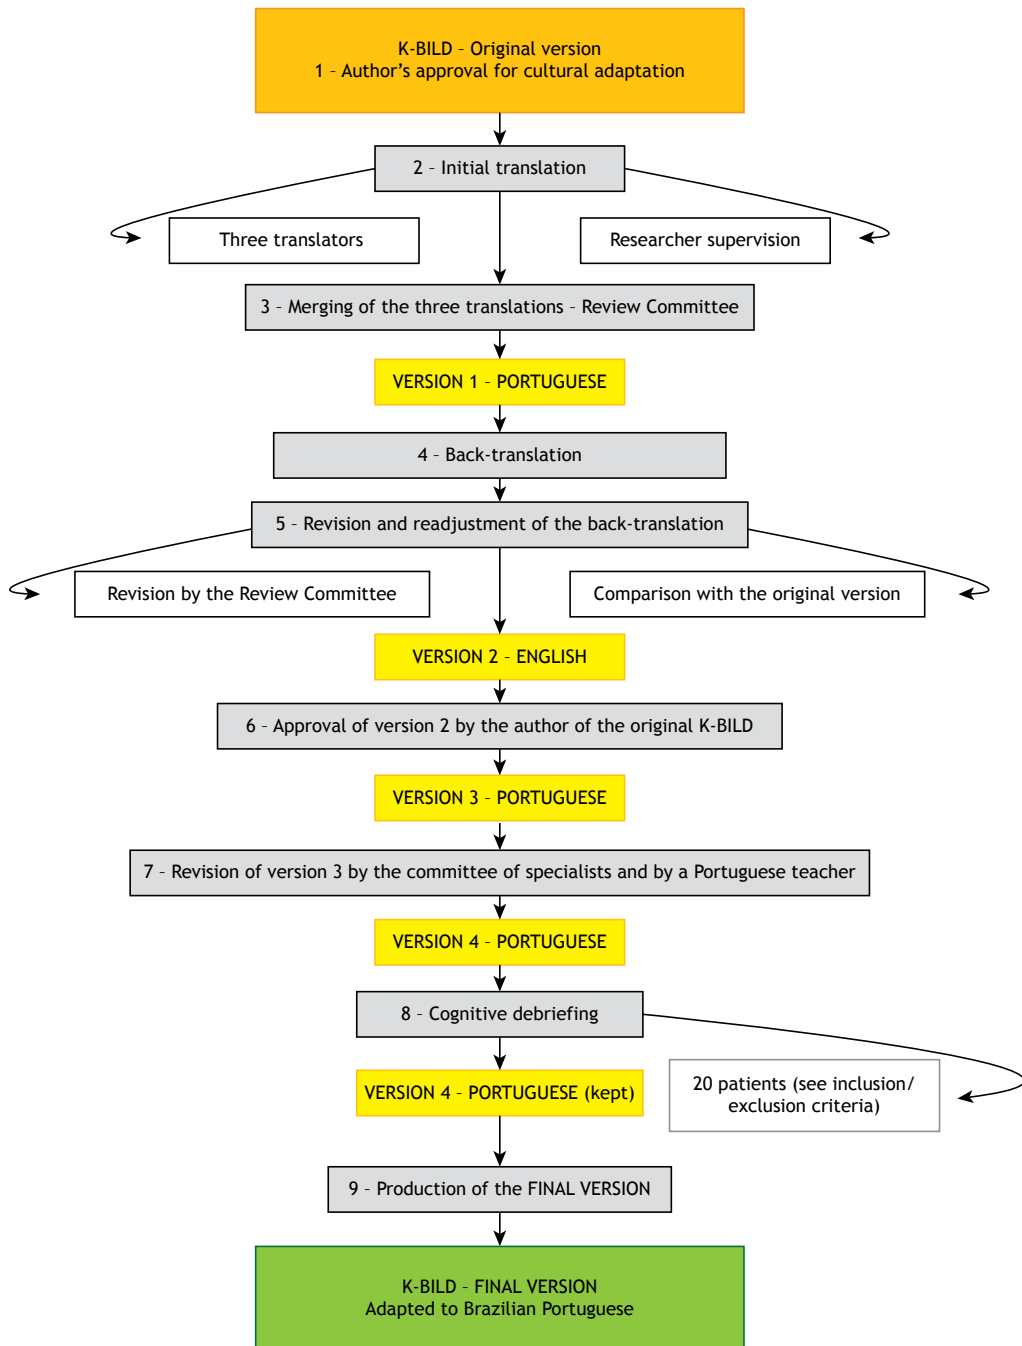 K-BILD – Original version
1 – Author’s approval for cultural adaptation
2 – Initial translation
Three translators
Researcher supervision
3 – Merging of the three translations – Review Committee
VERSION 1 – PORTUGUESE
4 – Back-translation
5 – Revision and readjustment of the back-translation
Revision by the Review Committee
Comparison with the original version
VERSION 2 – ENGLISH
6 – Approval of version 2 by the author of the original K-BILD
VERSION 3 – PORTUGUESE
7 – Revision of version 3 by the committee of specialists and by a Portuguese teacher
VERSION 4 – PORTUGUESE
8 – Cognitive debriefing
VERSION 4 – PORTUGUESE (kept)
20 patients (see inclusion/
exclusion criteria)
9 – Production of the FINAL VERSION
K-BILD – FINAL VERSION
Adapted to Brazilian Portuguese